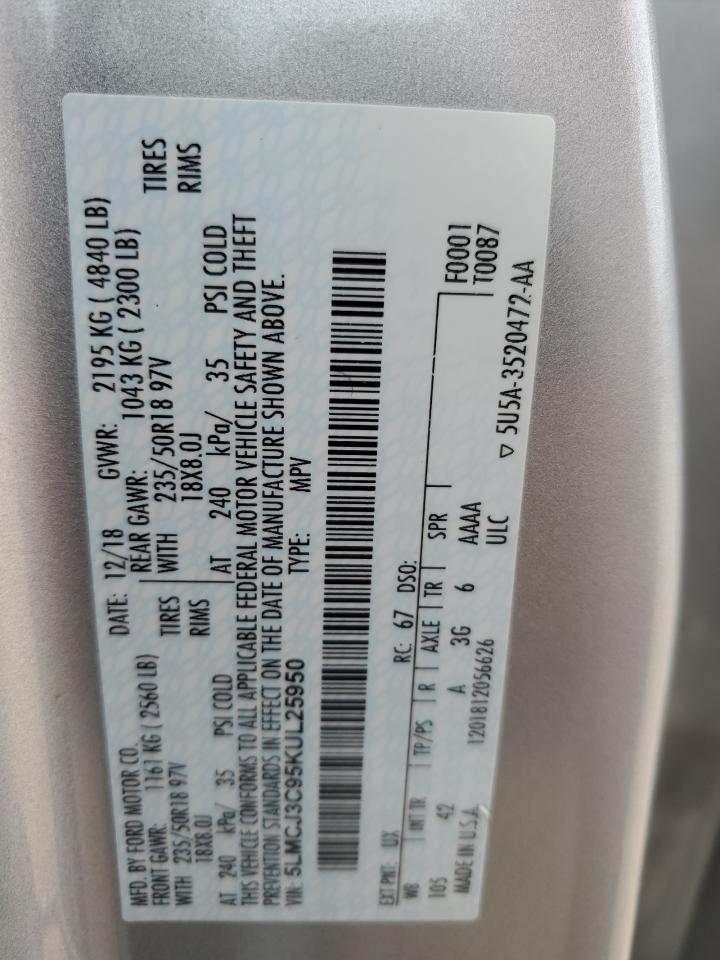 MFD. BY FORD MOTOR CO.
DATE: 12/18 GVWR: 2195 KG ( 4840 LB)
FRONT GAWR: 1161 KG ( 2560 LB)
REAR GAWR: 1043 KG ( 2300 LB)
WITH 235/50R18 97V TIRES
WITH 235/50R18 97V TIRES
18X8.0J RIMS
18X8.0J RIMS
AT 240 kPa/ 35 PSI COLD
AT 240 kPa/ 35 PSI COLD
THIS VEHICLE CONFORMS TO ALL APPLICABLE FEDERAL MOTOR VEHICLE SAFETY AND THEFT
PREVENTION STANDARDS IN EFFECT ON THE DATE OF MANUFACTURE SHOWN ABOVE.
VIN: 5LMCJ3C95KUL25950 TYPE: MPV
EXT PNT: UX RC: 67 DSO:
WB INT TR TP/PS R AXLE TR SPR
105 42 A 3G 6 AAAA
F0001
T0087
MADE IN U.S.A. 1201812056626 ULC
▽ 5U5A-3520472-AA